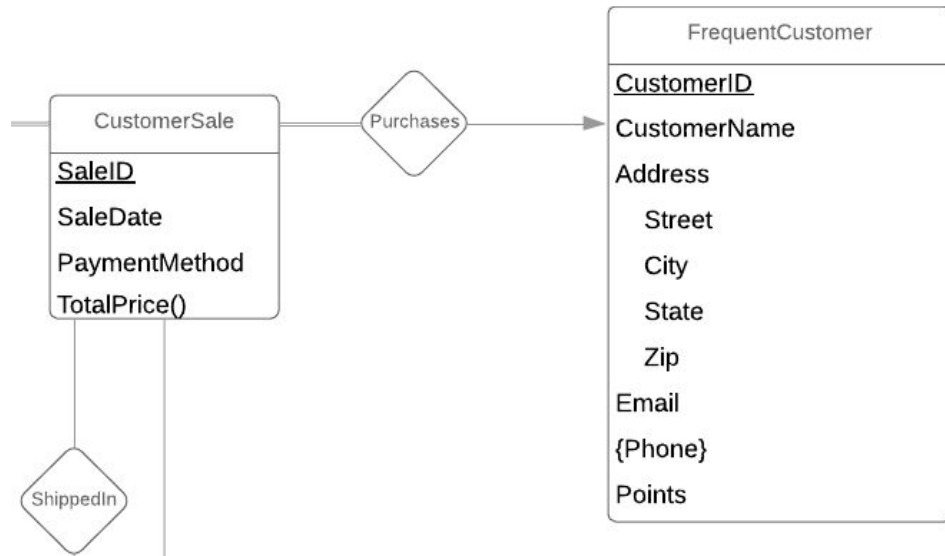 CustomerSale
SaleID
SaleDate
PaymentMethod
TotalPrice()
Purchases
ShippedIn
FrequentCustomer
CustomerID
CustomerName
Address
Street
City
State
Zip
Email
{Phone}
Points